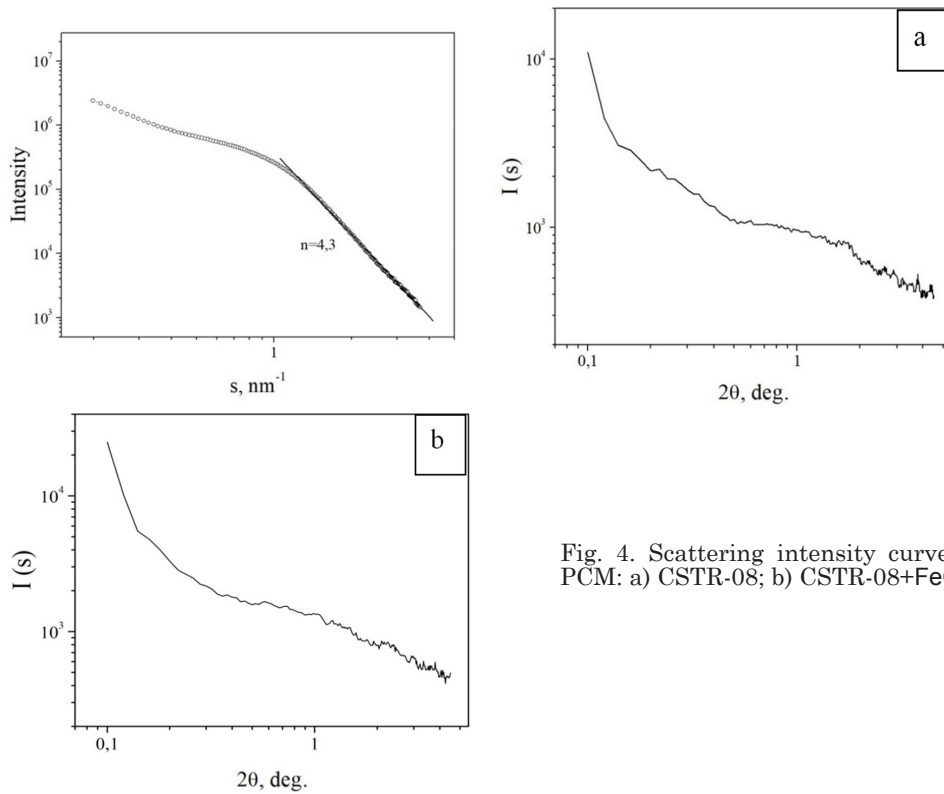 10⁷
10⁶
10⁵
10⁴
10³
Intensity
n=4,3
1
s, nm⁻¹
a
10⁴
10³
I (s)
0,1
1
2θ, deg.
b
10⁴
10³
I (s)
0,1
1
2θ, deg.
Fig. 4. Scattering intensity curve
PCM: a) CSTR-08; b) CSTR-08+Fe